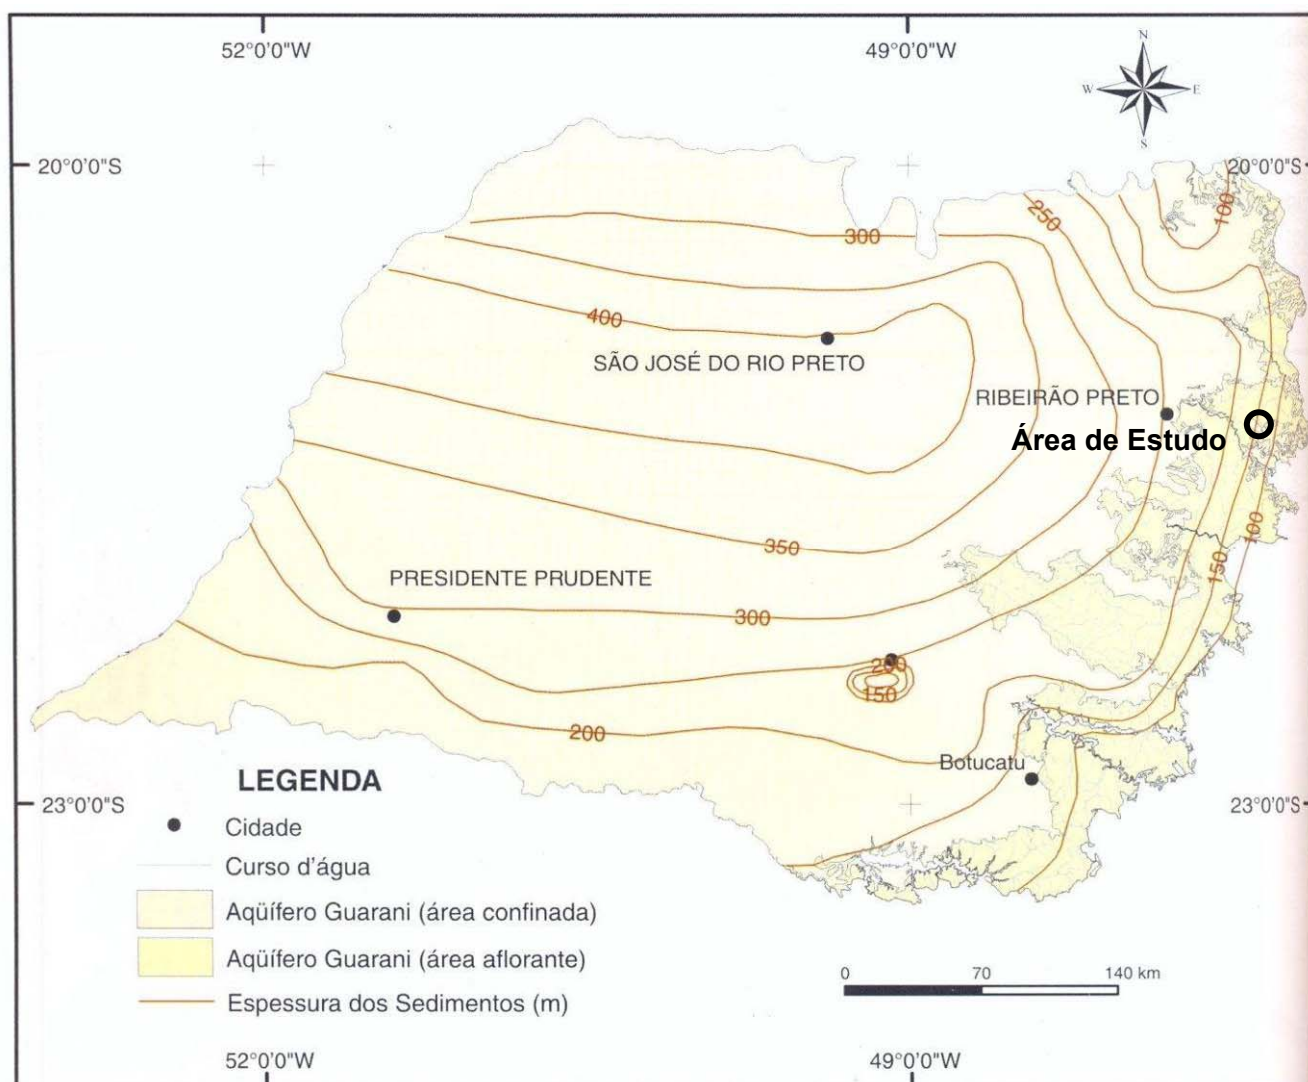 52°0'0"W
49°0'0"W
N
W
E
S
20°0'0"S
20°0'0"S
100
250
300
400
SÃO JOSÉ DO RIO PRETO
RIBEIRÃO PRETO
Área de Estudo
100
350
150
PRESIDENTE PRUDENTE
300
150
200
Botucatu
LEGENDA
23°0'0"S
23°0'0"S
Cidade
Curso d'água
Aqüífero Guarani (área confinada)
Aqüífero Guarani (área aflorante)
0
70
140 km
Espessura dos Sedimentos (m)
52°0'0"W
49°0'0"W